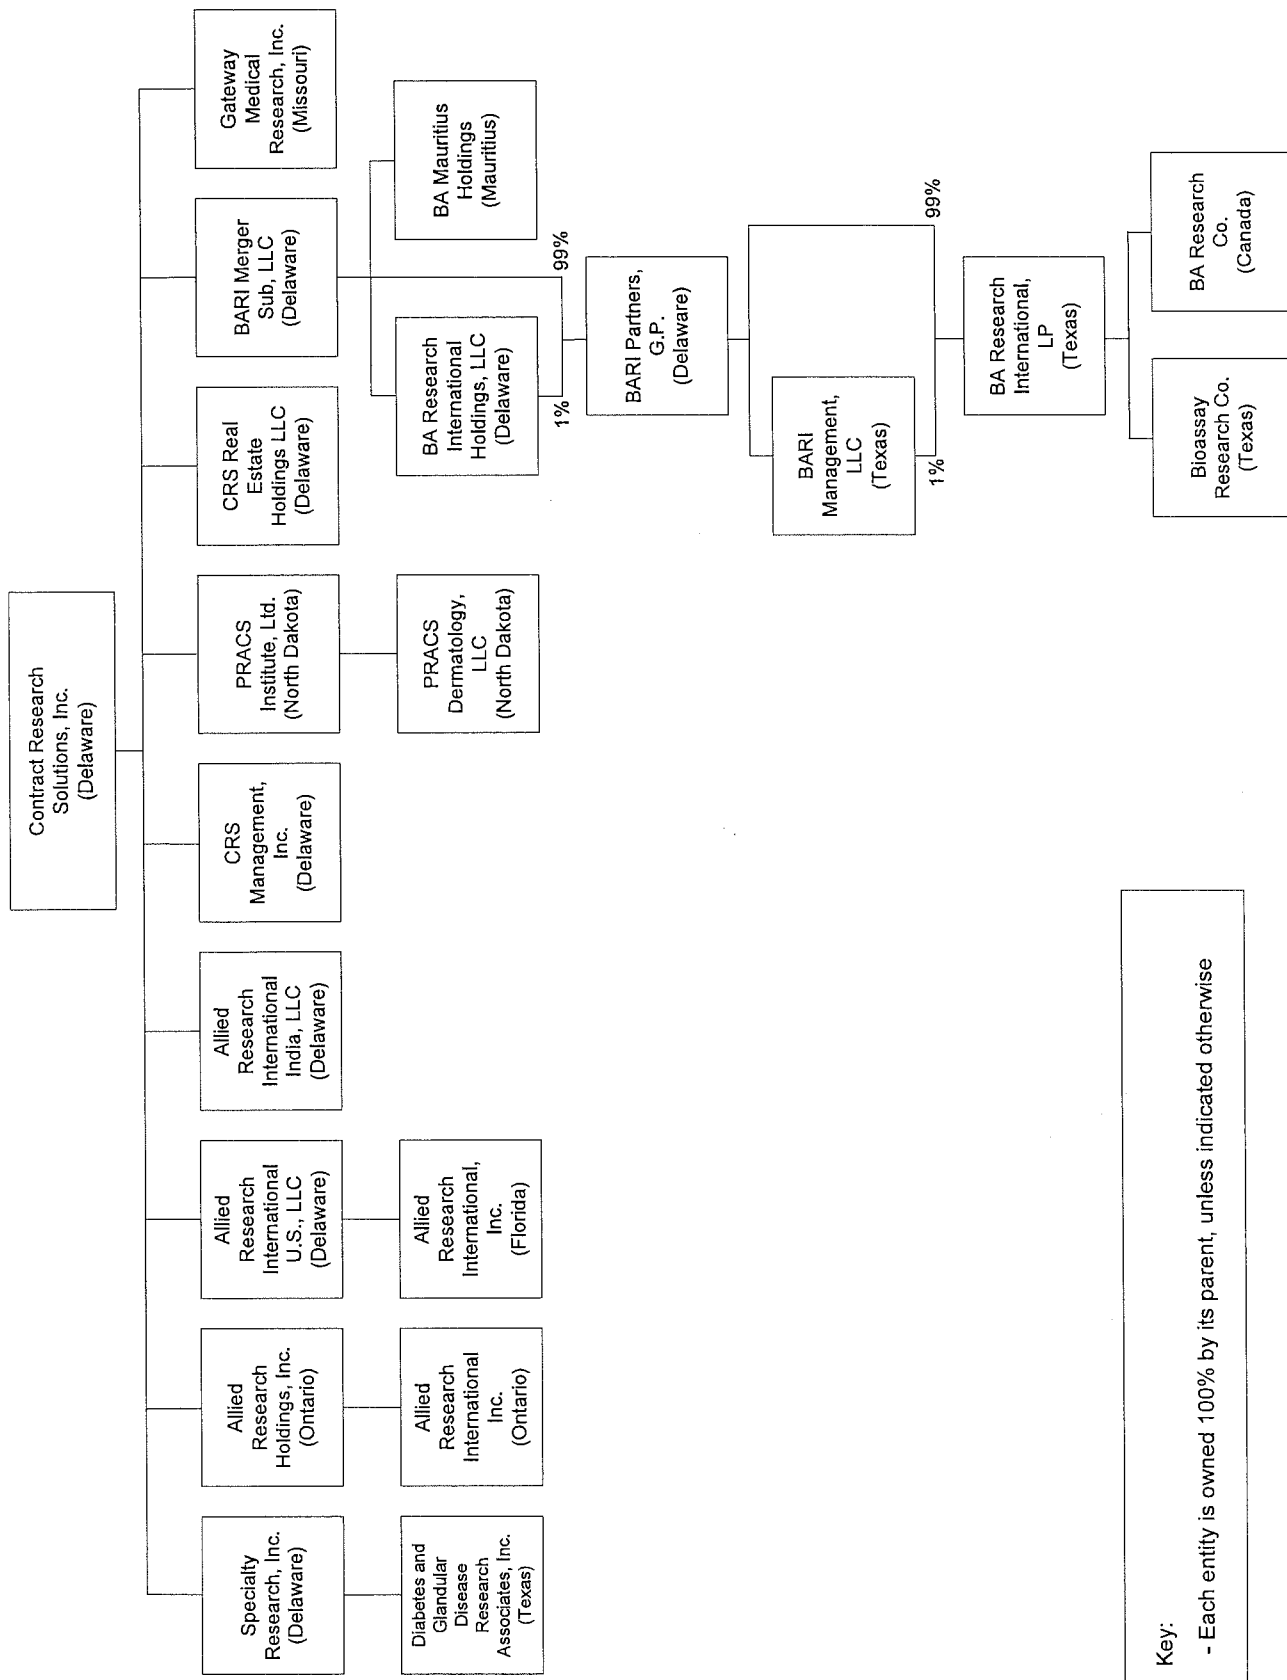 Contract Research
Solutions, Inc.
(Delaware)
Specialty
Research, Inc.
(Delaware)
Allied
Research
Holdings, Inc.
(Ontario)
Allied
Research
International
U.S., LLC
(Delaware)
Allied
Research
International
India, LLC
(Delaware)
CRS
Management,
Inc.
(Delaware)
PRACS
Institute, Ltd.
(North Dakota)
CRS Real
Estate
Holdings LLC
(Delaware)
BARI Merger
Sub, LLC
(Delaware)
Gateway
Medical
Research, Inc.
(Missouri)
Diabetes and
Glandular
Disease
Research
Associates, Inc.
(Texas)
Allied
Research
International
Inc.
(Ontario)
Allied
Research
International,
Inc.
(Florida)
PRACS
Dermatology,
LLC
(North Dakota)
BA Research
International
Holdings, LLC
(Delaware)
BA Mauritius
Holdings
(Mauritius)
1%
99%
BARI Partners,
G.P.
(Delaware)
BARI
Management,
LLC
(Texas)
1%
99%
BA Research
International,
LP
(Texas)
Bioassay
Research Co.
(Texas)
BA Research
Co.
(Canada)
Key:
- Each entity is owned 100% by its parent, unless indicated otherwise